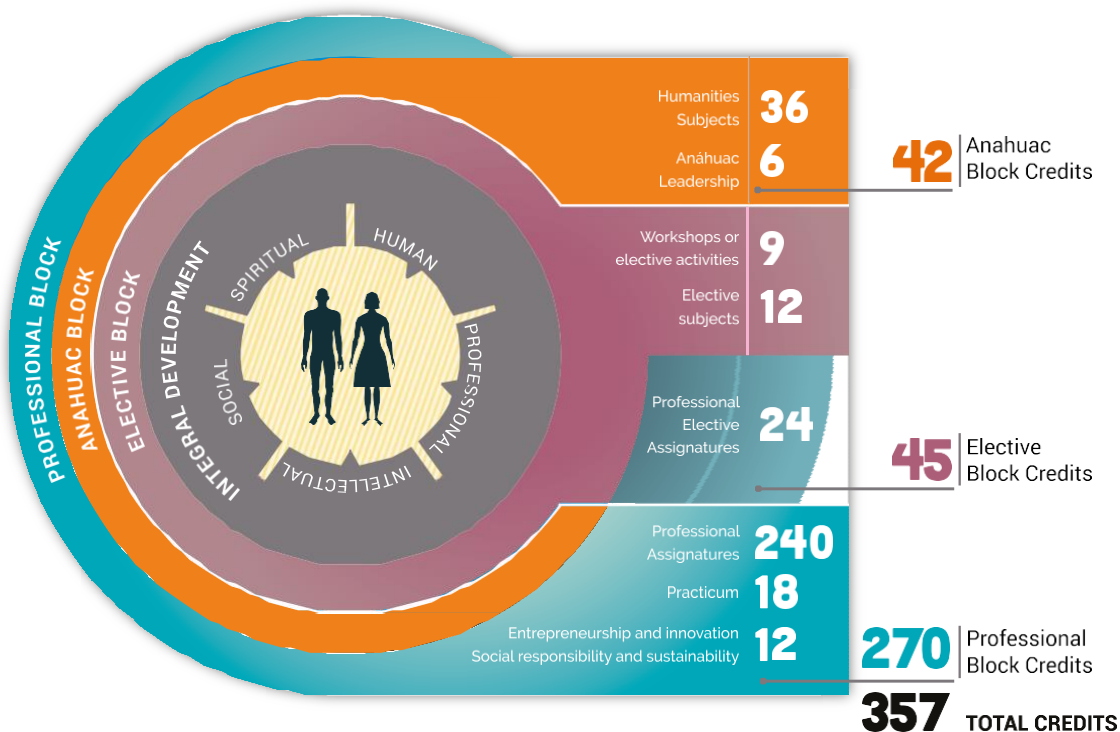 PROFESSIONAL BLOCK
ANAHUAC BLOCK
ELECTIVE BLOCK
INTEGRAL DEVELOPMENT
SPIRITUAL
HUMAN
PROFESSIONAL
INTELLECTUAL
SOCIAL
Humanities
Subjects
36
Anáhuac
Leadership
6
42
Anahuac
Block Credits
Workshops or
elective activities
9
Elective
subjects
12
Professional
Elective
Assignatures
24
45
Elective
Block Credits
Professional
Assignatures
240
Practicum
18
Entrepreneurship and innovation
Social responsibility and sustainability
12
270
Professional
Block Credits
357 TOTAL CREDITS